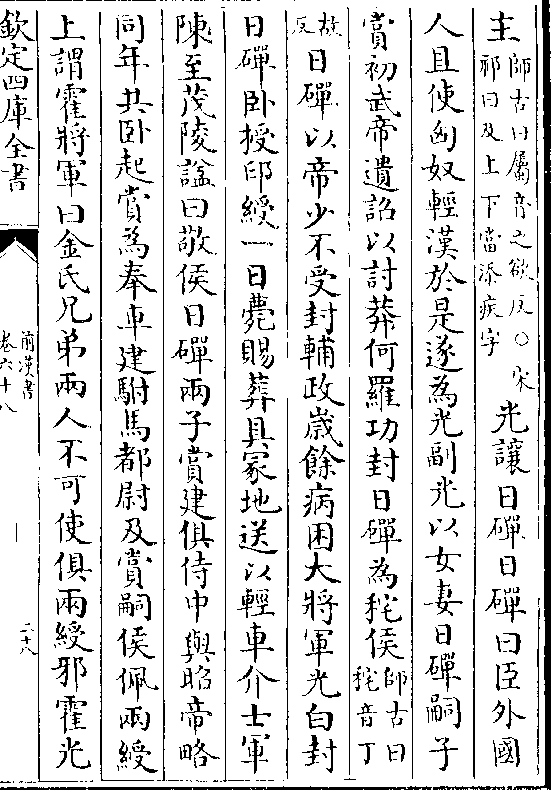 主師古曰屬音之欲反○宋祁曰及上下當添疾字光讓日磾日磾曰臣外國
人且使匈奴輕漢於是遂為光副光以女妻日磾嗣子
賞初武帝遺詔以討莽何羅功封日磾為秺侯師古曰秺音丁
故反日磾以帝少不受封輔政歲餘病困大將軍光白封
日磾卧授印綬一日薨賜葬具冢地送以輕車介士軍
陳至茂陵諡曰敬侯日磾兩子賞建俱侍中與昭帝略
同年共卧起賞為奉車建駙馬都尉及賞嗣侯佩兩綬
上謂霍將軍曰金氏兄弟兩人不可使俱兩綬邪霍光
欽定四庫全書
前漢書
卷六十八
二十八